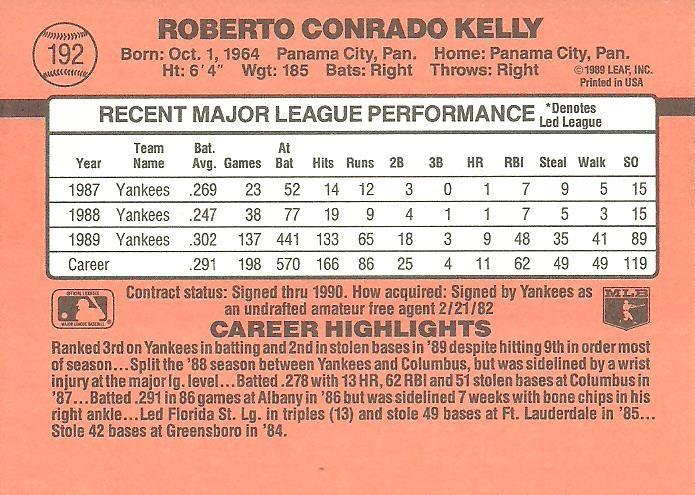 192
ROBERTO CONRADO KELLY
Born: Oct. 1, 1964 Panama City, Pan. Home: Panama City, Pan.
Ht: 6'4" Wgt: 185 Bats: Right Throws: Right
©1989 LEAF, INC.
Printed in USA
RECENT MAJOR LEAGUE PERFORMANCE *Denotes Led League
Year Team Name Bat. Avg. Games At Bat Hits Runs 2B 3B HR RBI Steal Walk SO
1987 Yankees .269 23 52 14 12 3 0 1 7 9 5 15
1988 Yankees .247 38 77 19 9 4 1 1 7 5 3 15
1989 Yankees .302 137 441 133 65 18 3 9 48 35 41 89
Career .291 198 570 166 86 25 4 11 62 49 49 119
OFFICIAL LICENSEE
MAJOR LEAGUE BASEBALL
MLB
Contract status: Signed thru 1990. How acquired: Signed by Yankees as
an undrafted amateur free agent 2/21/82
CAREER HIGHLIGHTS
Ranked 3rd on Yankees in batting and 2nd in stolen bases in '89 despite hitting 9th in order most
of season...Split the '88 season between Yankees and Columbus, but was sidelined by a wrist
injury at the major lg. level...Batted .278 with 13 HR, 62 RBI and 51 stolen bases at Columbus in
'87...Batted .291 in 86 games at Albany in '86 but was sidelined 7 weeks with bone chips in his
right ankle...Led Florida St. Lg. in triples (13) and stole 49 bases at Ft. Lauderdale in '85...
Stole 42 bases at Greensboro in '84.